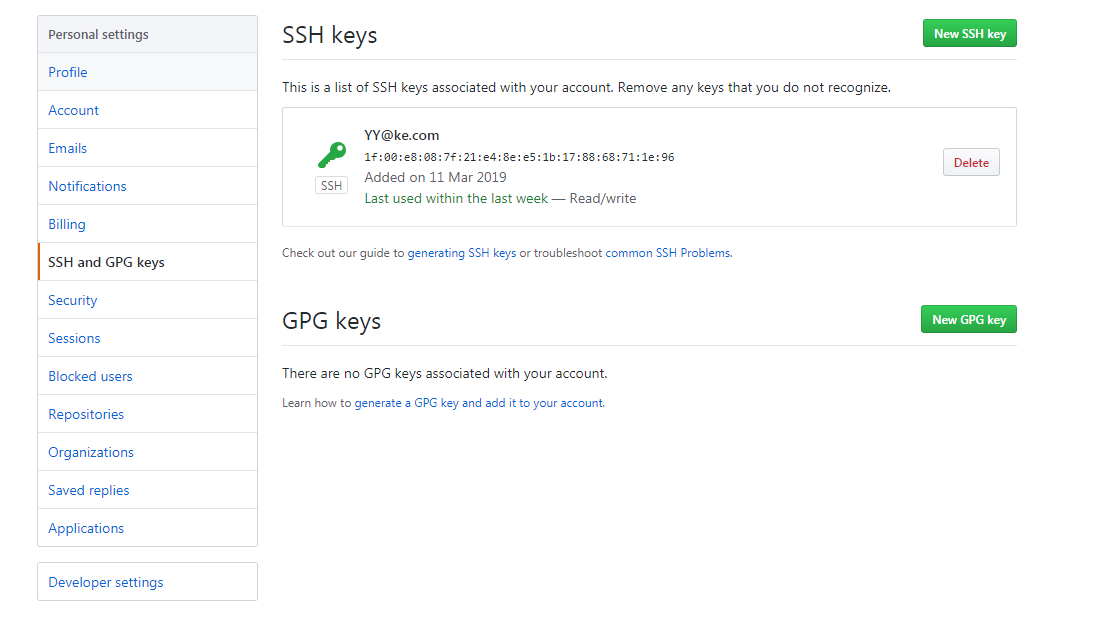 Personal settings
Profile
Account
Emails
Notifications
Billing
SSH and GPG keys
Security
Sessions
Blocked users
Repositories
Organizations
Saved replies
Applications
Developer settings
SSH keys
New SSH key
This is a list of SSH keys associated with your account. Remove any keys that you do not recognize.
YY@ke.com
1f:00:e8:08:7f:21:e4:8e:e5:1b:17:88:68:71:1e:96
Added on 11 Mar 2019
Last used within the last week — Read/write
SSH
Delete
Check out our guide to generating SSH keys or troubleshoot common SSH Problems.
GPG keys
New GPG key
There are no GPG keys associated with your account.
Learn how to generate a GPG key and add it to your account.